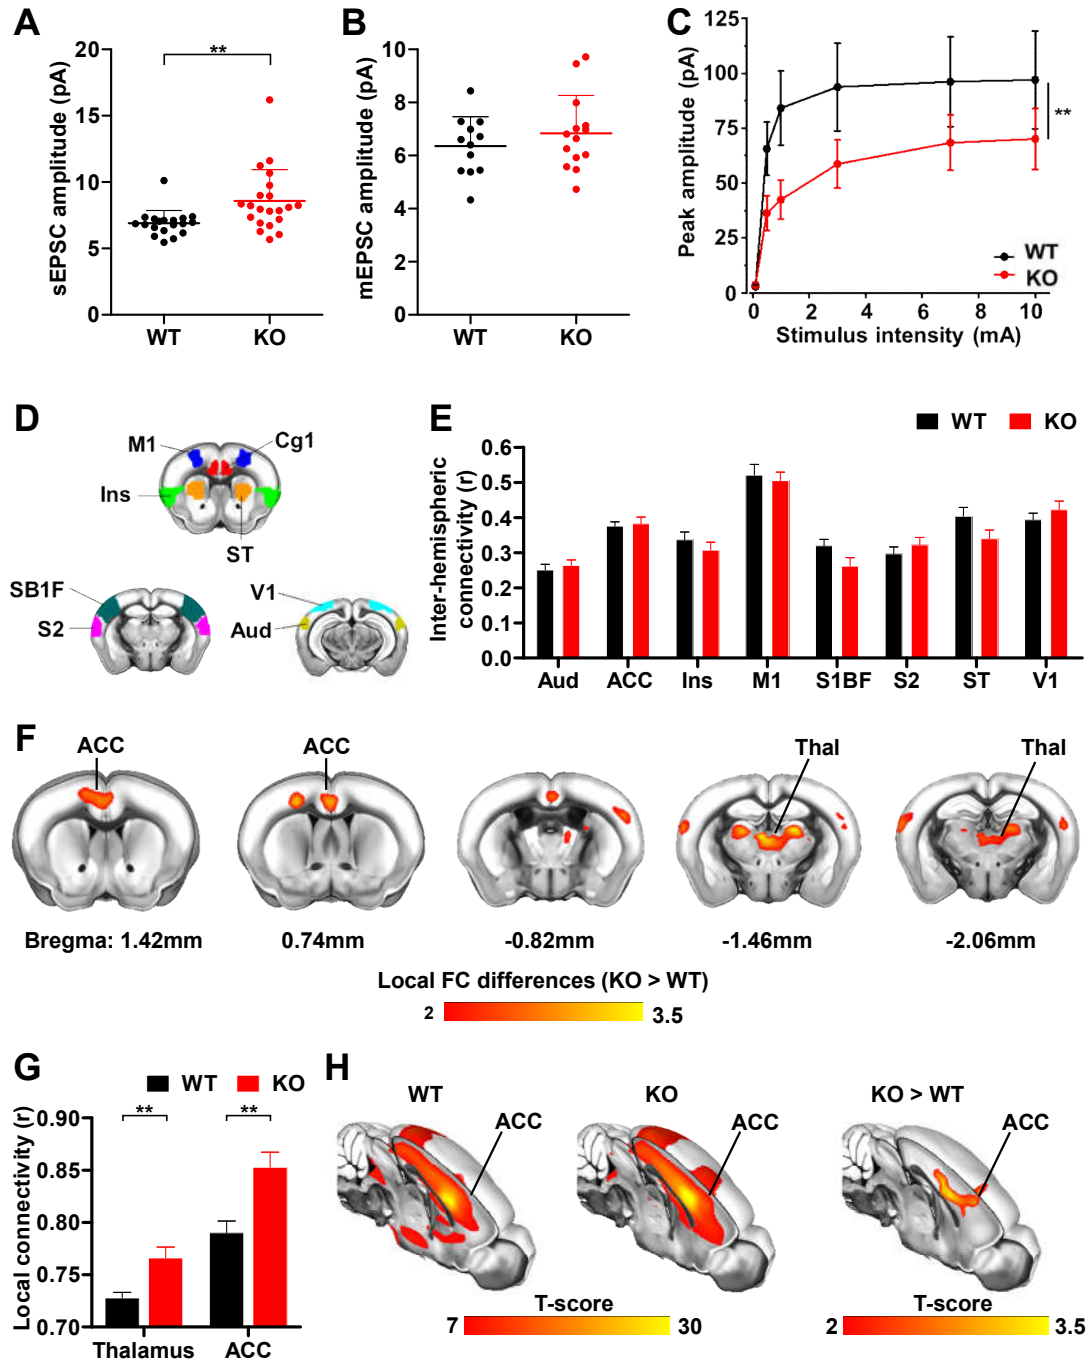 A
sEPSC amplitude (pA)
20
15
10
5
0
**
WT
KO
B
mEPSC amplitude (pA)
10
8
6
4
2
0
WT
KO
C
Peak amplitude (pA)
125
100
75
50
25
0
**
WT
KO
0 2 4 6 8 10
Stimulus intensity (mA)
D
M1
Cg1
Ins
ST
SB1F
S2
V1
Aud
E
WT KO
Inter-hemispheric
connectivity (r)
0.6
0.5
0.4
0.3
0.2
0.1
0.0
Aud ACC Ins M1 S1BF S2 ST V1
F
ACC
ACC
Thal
Thal
Bregma: 1.42mm
0.74mm
-0.82mm
-1.46mm
-2.06mm
Local FC differences (KO > WT)
2
3.5
G
WT KO
Local connectivity (r)
0.90
0.85
0.80
0.75
0.70
**
**
Thalamus
ACC
H
WT
KO
KO > WT
ACC
ACC
ACC
T-score
7
30
T-score
2
3.5